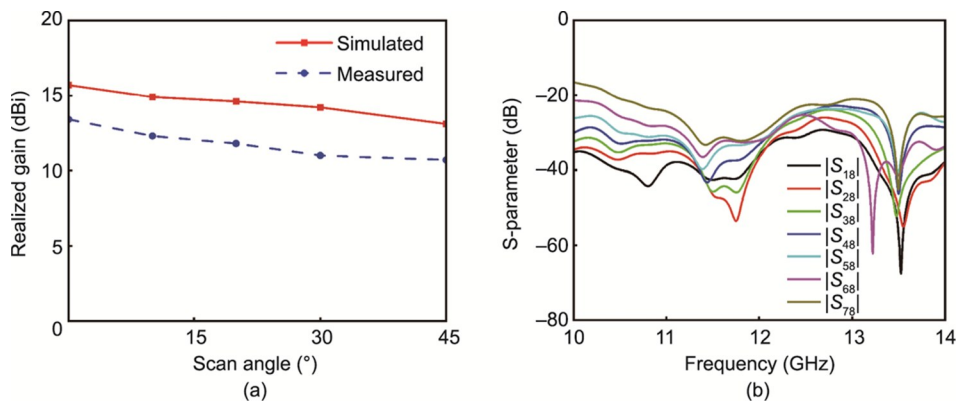 20
15
10
5
0
Realized gain (dBi)
Simulated
Measured
15
30
45
Scan angle (°)
(a)
0
–20
–40
–60
–80
S-parameter (dB)
|S18|
|S28|
|S38|
|S48|
|S58|
|S68|
|S78|
10
11
12
13
14
Frequency (GHz)
(b)